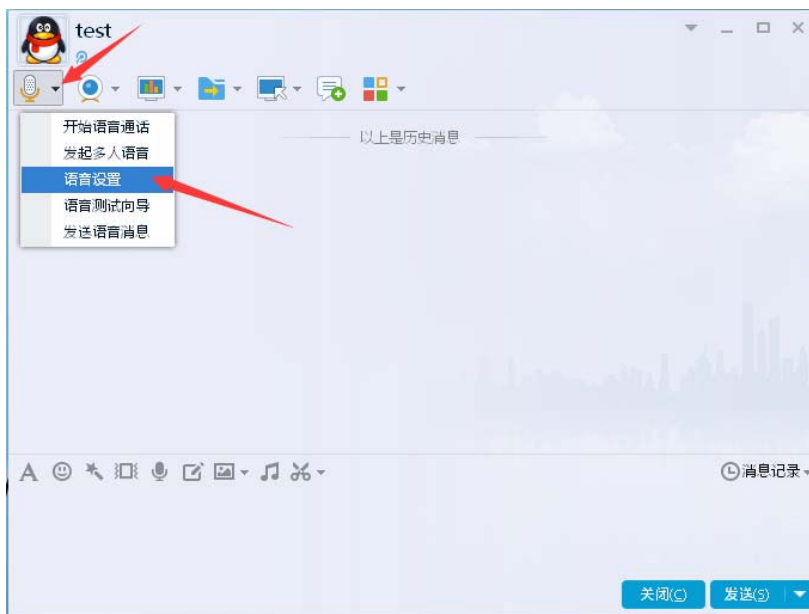 test
开始语音通话
发起多人语音
语音设置
语音测试向导
发送语音消息
以上是历史消息
消息记录
关闭(C) 发送(S)